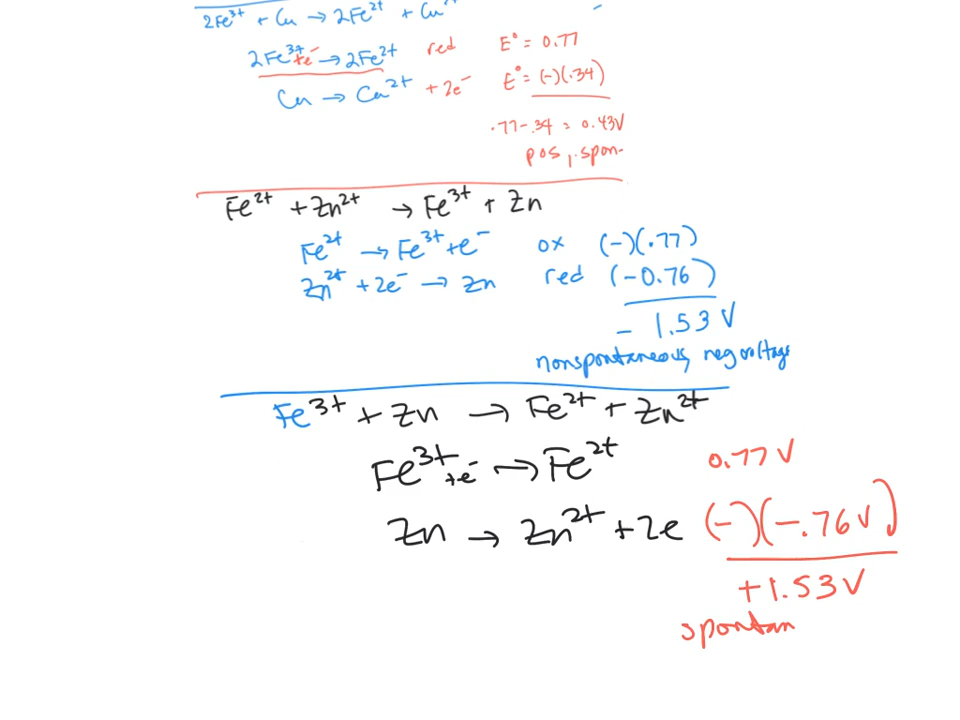 2Fe³⁺ + Cu → 2Fe²⁺ + Cu²⁺
2Fe³⁺ +e⁻ → 2Fe²⁺ red E° = 0.77
Cu → Cu²⁺ + 2e⁻ E° = (-)(.34)
.77-.34 = 0.43V
pos, spon-
Fe²⁺ + Zn²⁺ → Fe³⁺ + Zn
Fe²⁺ → Fe³⁺ + e⁻ ox (-)(.77)
Zn²⁺ + 2e⁻ → Zn red (-0.76)
- 1.53 V
nonspontaneous, neg voltage
Fe³⁺ + Zn → Fe²⁺ + Zn²⁺
Fe³⁺ +e⁻ → Fe²⁺ 0.77 V
Zn → Zn²⁺ + 2e (-)(-.76V)
+1.53V
spontan